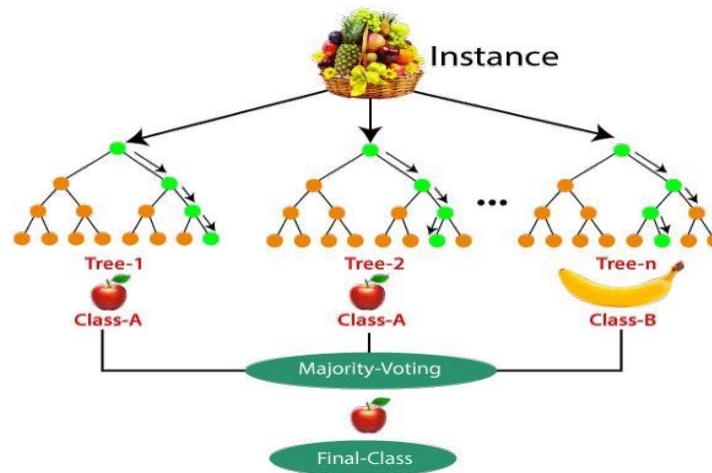 Instance
...
Tree-1
Tree-2
Tree-n
Class-A
Class-A
Class-B
Majority-Voting
Final-Class